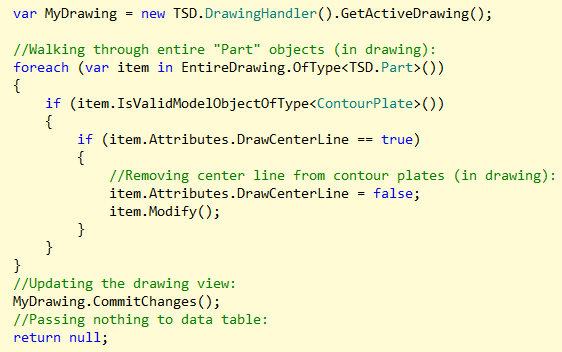 var MyDrawing = new TSD.DrawingHandler().GetActiveDrawing();

//Walking through entire "Part" objects (in drawing):
foreach (var item in EntireDrawing.OfType<TSD.Part>())
{
    if (item.IsValidModelObjectOfType<ContourPlate>())
    {
        if (item.Attributes.DrawCenterLine == true)
        {
            //Removing center line from contour plates (in drawing):
            item.Attributes.DrawCenterLine = false;
            item.Modify();
        }
    }
}
//Updating the drawing view:
MyDrawing.CommitChanges();
//Passing nothing to data table:
return null;